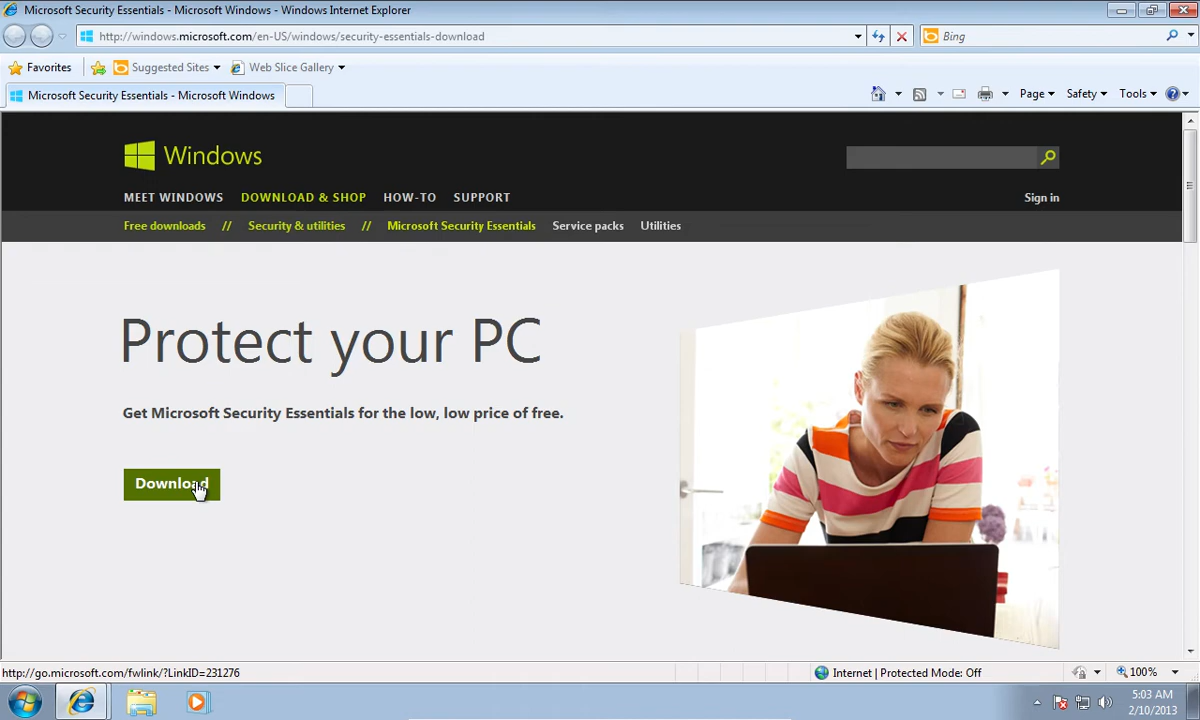 Microsoft Security Essentials - Microsoft Windows - Windows Internet Explorer
http://windows.microsoft.com/en-US/windows/security-essentials-download
Bing
Favorites Suggested Sites Web Slice Gallery
Microsoft Security Essentials - Microsoft Windows
Page Safety Tools
Windows
MEET WINDOWS DOWNLOAD & SHOP HOW-TO SUPPORT Sign in
Free downloads // Security & utilities // Microsoft Security Essentials Service packs Utilities
Protect your PC
Get Microsoft Security Essentials for the low, low price of free.
Download
http://go.microsoft.com/fwlink/?LinkID=231276 Internet | Protected Mode: Off 100%
5:03 AM
2/10/2013